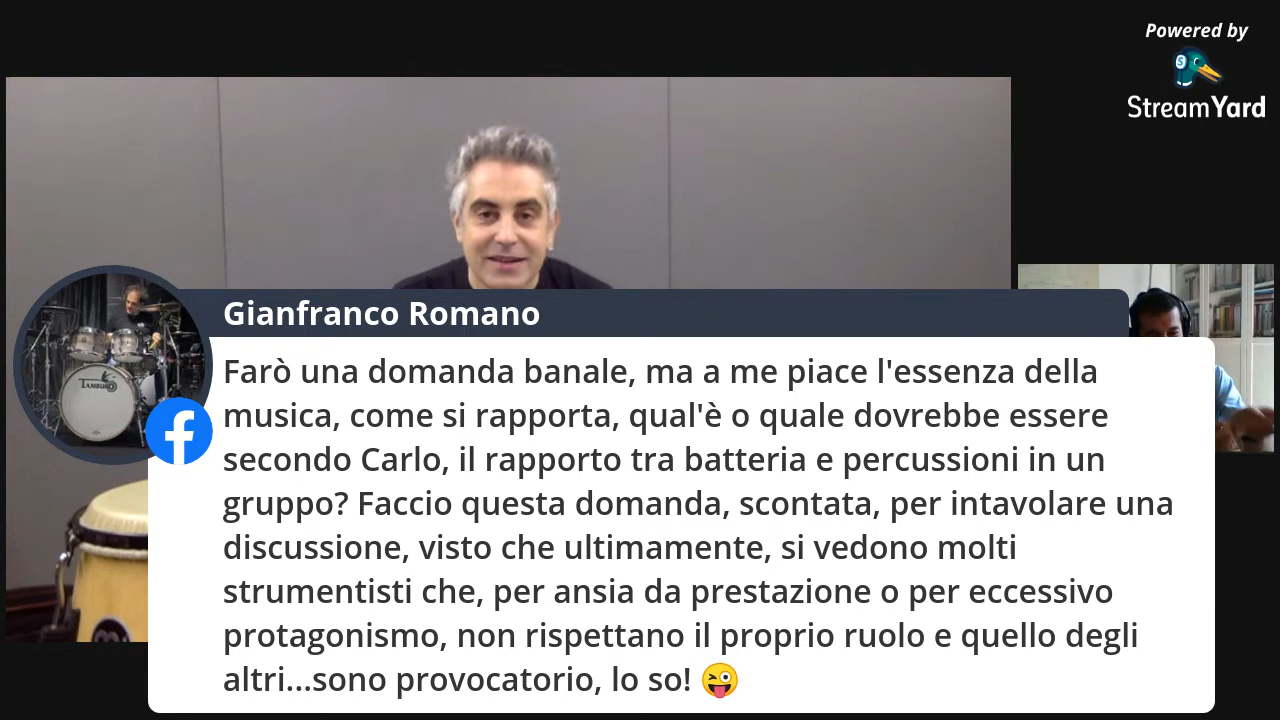 Powered by
StreamYard
Gianfranco Romano
Farò una domanda banale, ma a me piace l'essenza della
musica, come si rapporta, qual'è o quale dovrebbe essere
secondo Carlo, il rapporto tra batteria e percussioni in un
gruppo? Faccio questa domanda, scontata, per intavolare una
discussione, visto che ultimamente, si vedono molti
strumentisti che, per ansia da prestazione o per eccessivo
protagonismo, non rispettano il proprio ruolo e quello degli
altri...sono provocatorio, lo so! 😜
TAMBURO